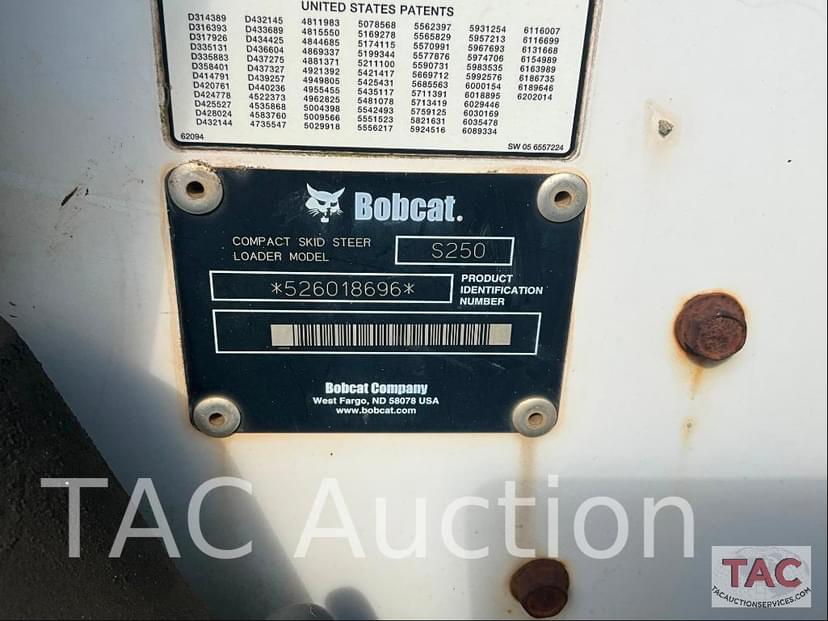 UNITED STATES PATENTS
D314389 D432145 4811983 5078568 5562397 5931254 6116007
D316393 D433689 4815550 5169278 5565829 5957213 6116699
D317926 D434425 4844685 5174115 5570991 5967693 6131668
D335131 D436604 4869337 5199344 5577876 5974706 6154989
D335883 D437275 4881371 5211100 5590731 5983535 6163989
D358401 D437327 4921392 5421417 5669712 5992576 6186735
D414791 D439257 4949805 5425431 5685563 6000154 6189646
D420761 D440236 4955455 5435117 5711391 6018895 6202014
D424778 4522373 4962825 5481078 5713419 6029446
D425527 4535868 5004398 5542493 5759125 6030169
D428024 4583760 5009566 5551523 5821631 6035478
D432144 4735547 5029918 5556217 5924516 6089334
62094 SW 05 6557224
Bobcat.
COMPACT SKID STEER
LOADER MODEL S250
*526018696* PRODUCT
IDENTIFICATION
NUMBER
Bobcat Company
West Fargo, ND 58078 USA
www.bobcat.com
TAC Auction
TAC
TACAUCTIONSERVICES.COM